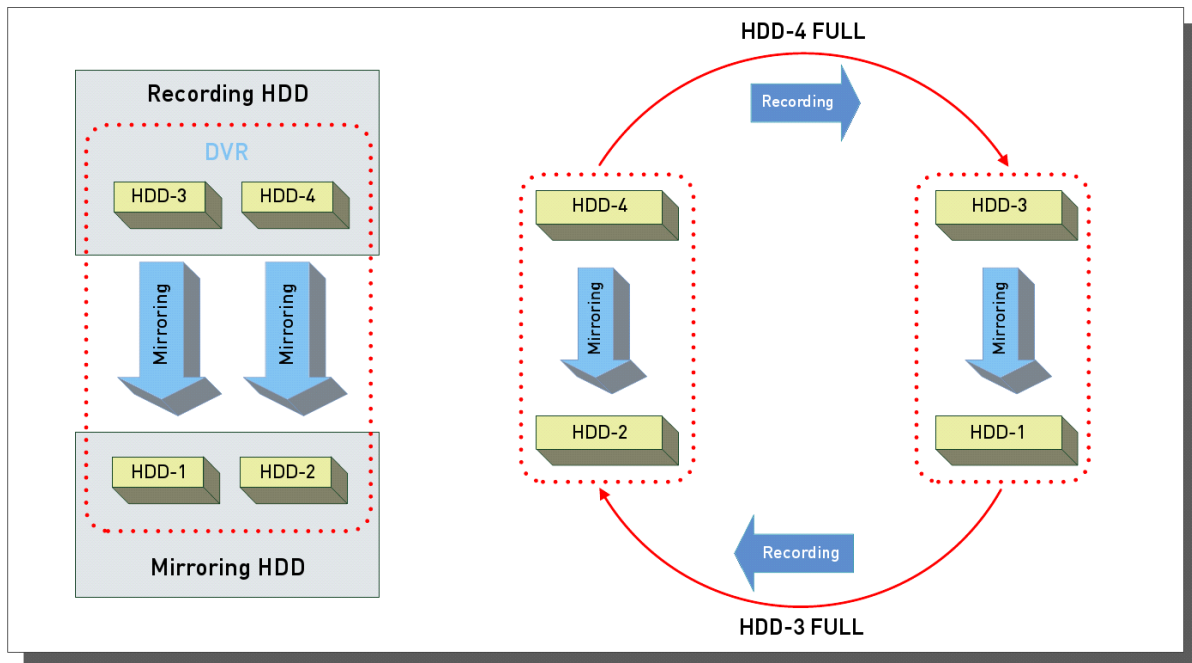 Recording HDD
DVR
HDD-3 HDD-4
Mirroring Mirroring
HDD-1 HDD-2
Mirroring HDD
HDD-4 FULL
Recording
HDD-4 HDD-3
Mirroring Mirroring
HDD-2 HDD-1
Recording
HDD-3 FULL